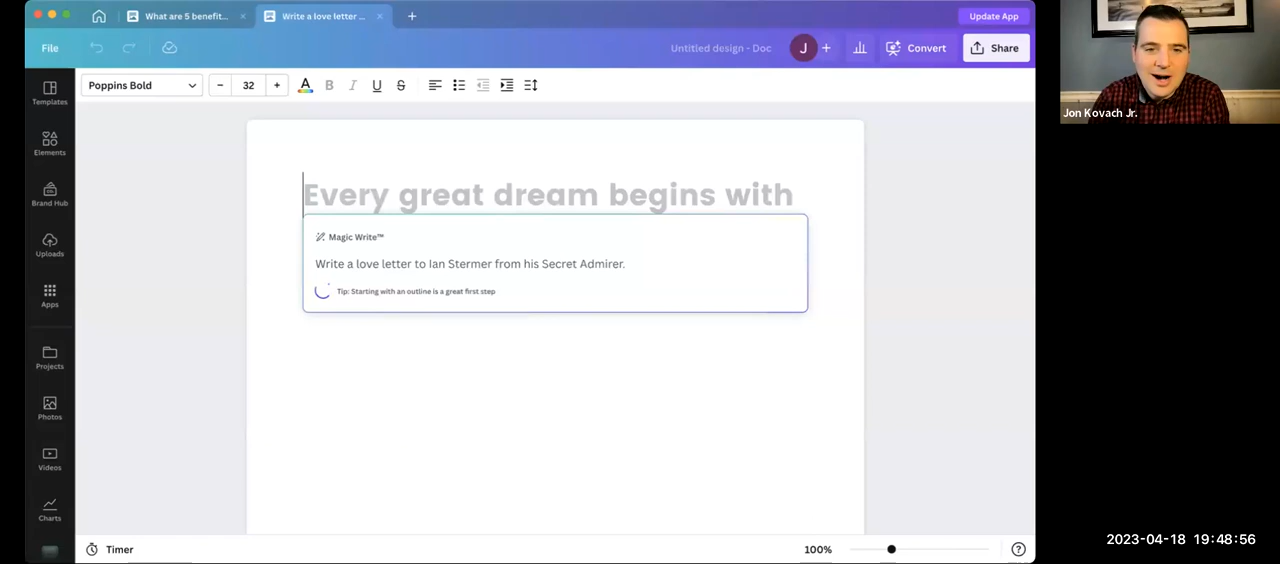 What are 5 benefit...
Write a love letter ...
Update App
File
Untitled design - Doc
J
Convert
Share
Poppins Bold
32
A
B
I
U
S
Templates
Elements
Brand Hub
Uploads
Apps
Projects
Photos
Videos
Charts
Every great dream begins with
Magic Write™
Write a love letter to Ian Stermer from his Secret Admirer.
Tip: Starting with an outline is a great first step
Timer
100%
Jon Kovach Jr.
2023-04-18 19:48:56